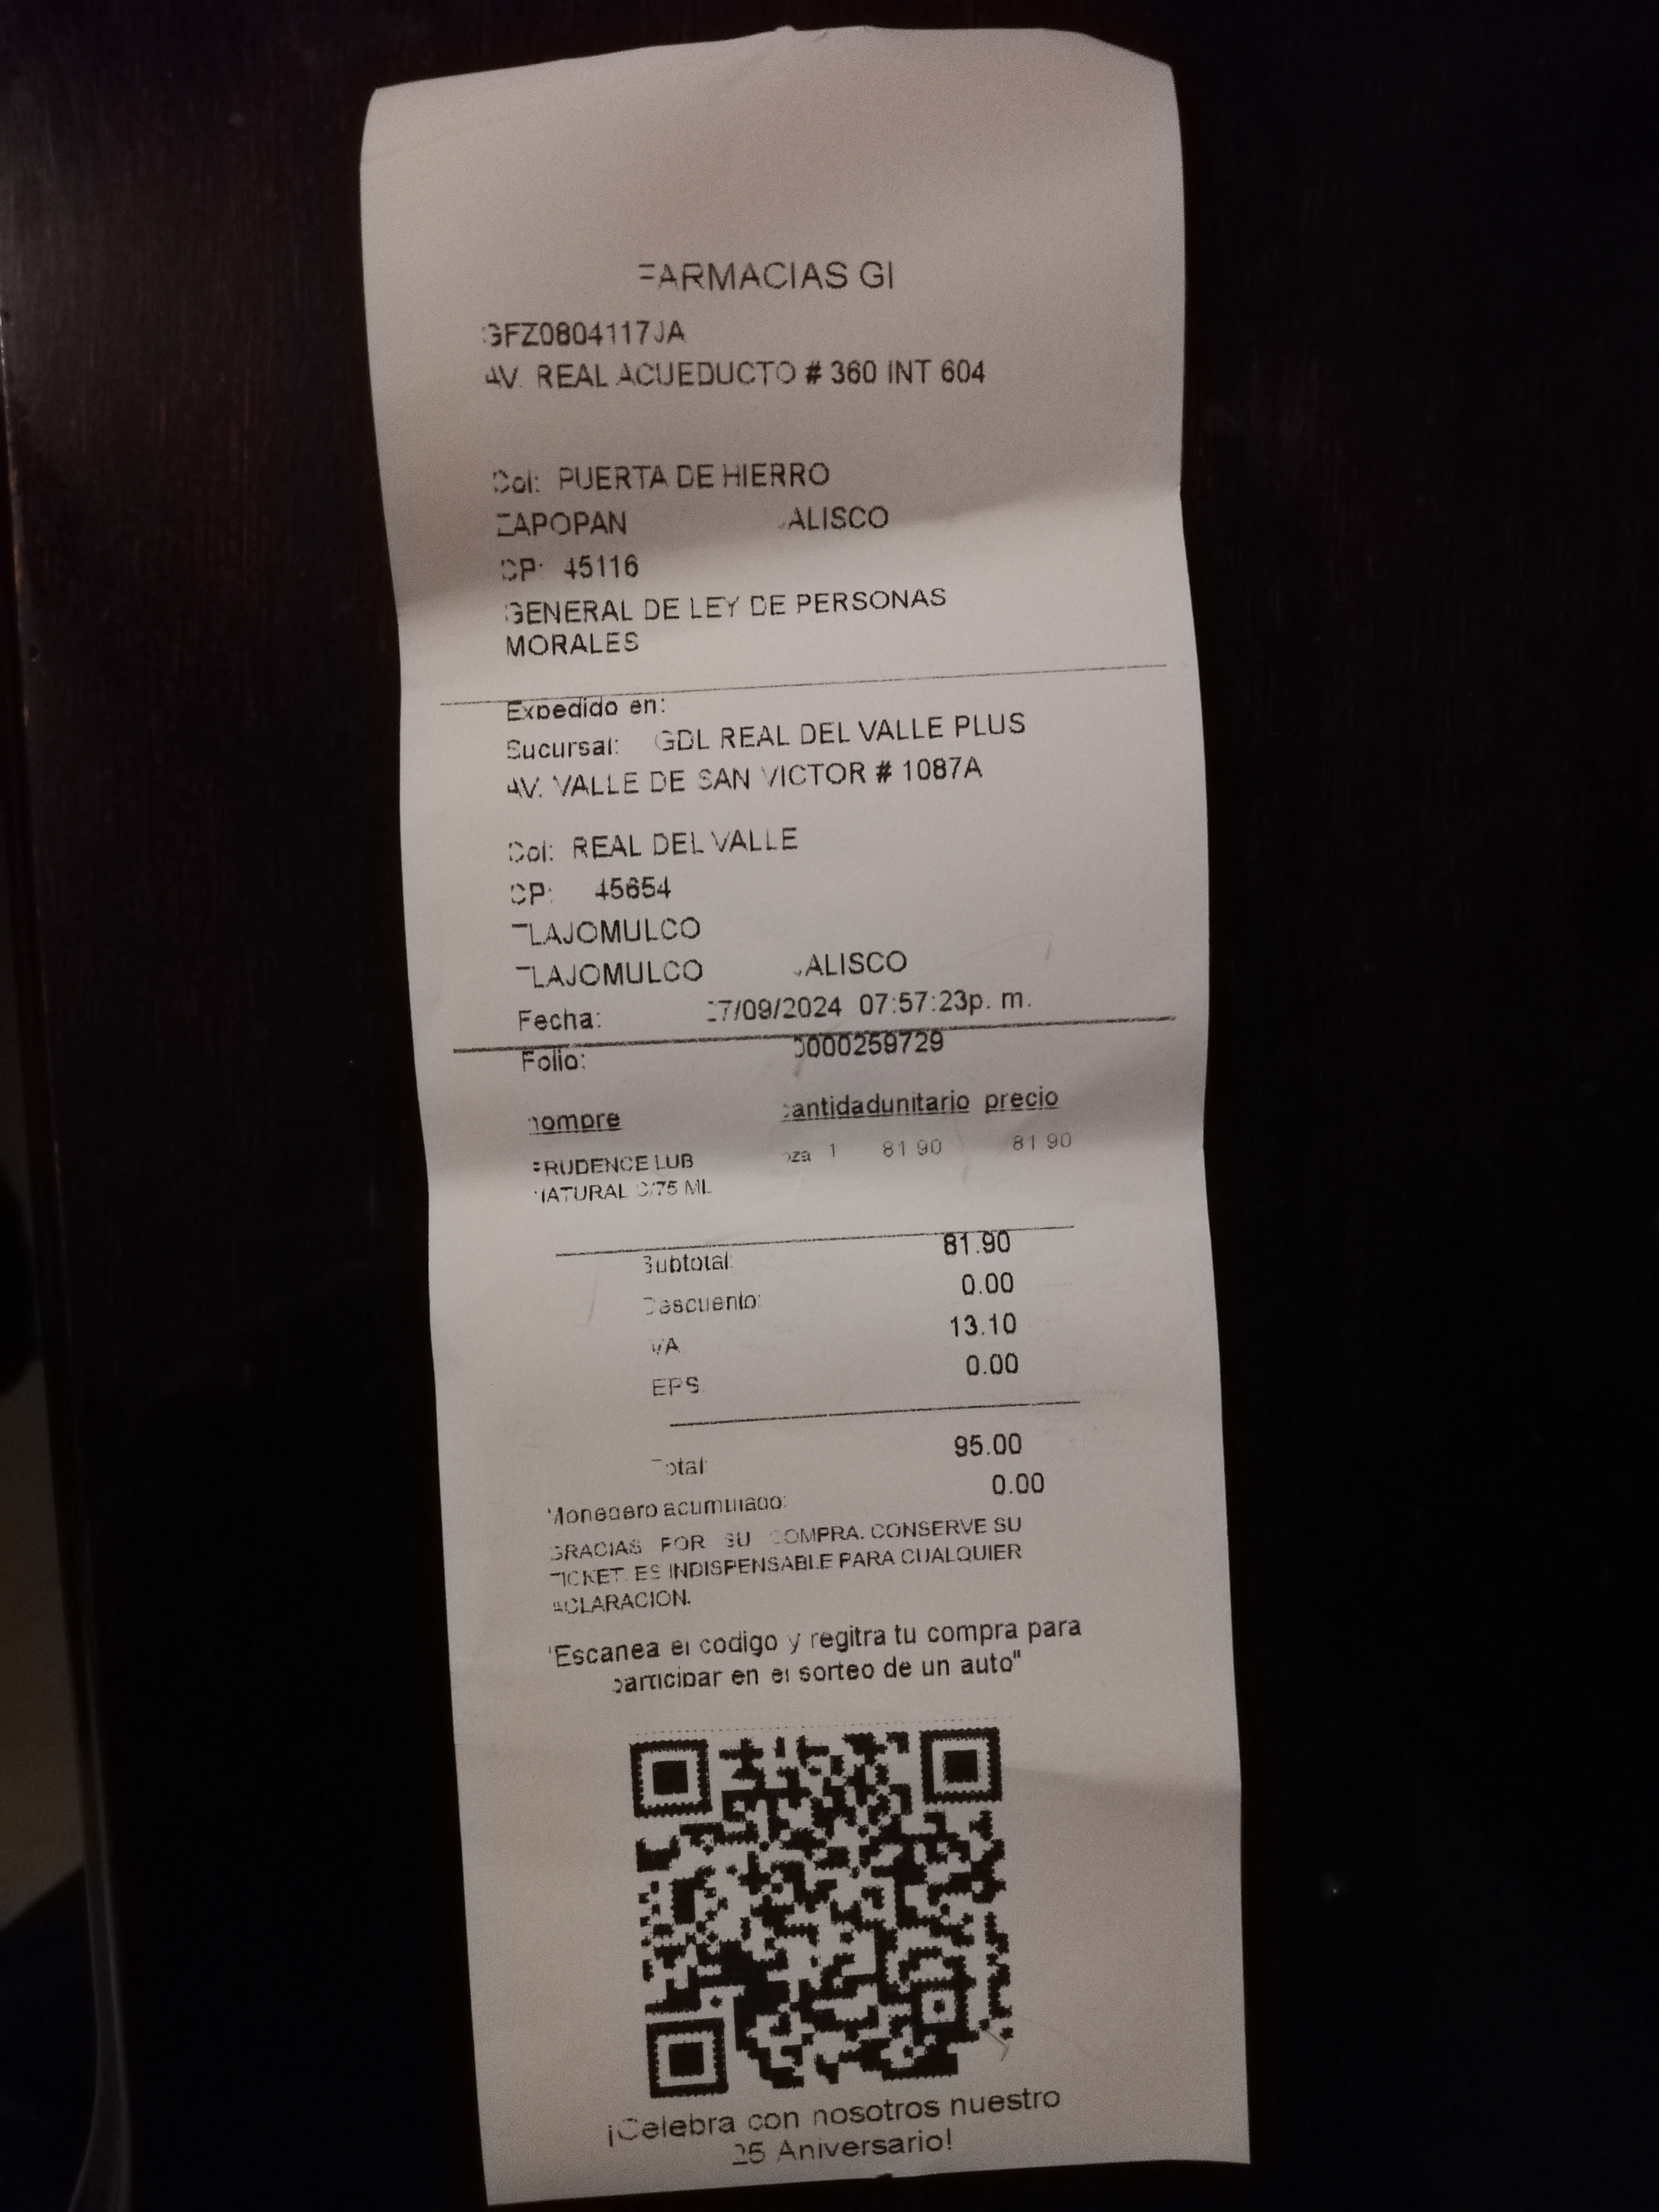 FARMACIAS GI
GFZ0804117JA
AV. REAL ACUEDUCTO # 360 INT 604
Col: PUERTA DE HIERRO
ZAPOPAN JALISCO
CP: 45116
GENERAL DE LEY DE PERSONAS
MORALES
Expedido en:
Sucursal: GDL REAL DEL VALLE PLUS
AV. VALLE DE SAN VICTOR # 1087A
Col: REAL DEL VALLE
CP: 45654
TLAJOMULCO
TLAJOMULCO JALISCO
Fecha: 07:57:23p. m.
Folio: 0000259729
nombre cantidad unitario precio
PRUDENCE LUB pza 1 81.90 81.90
NATURAL C/75 ML
Subtotal: 81.90
Descuento: 0.00
IVA 13.10
IEPS 0.00
Total: 95.00
Monedero acumulado: 0.00
GRACIAS POR SU COMPRA. CONSERVE SU
TICKET. ES INDISPENSABLE PARA CUALQUIER
ACLARACION.
"Escanea el codigo y regitra tu compra para
participar en el sorteo de un auto"
¡Celebra con nosotros nuestro
25 Aniversario!